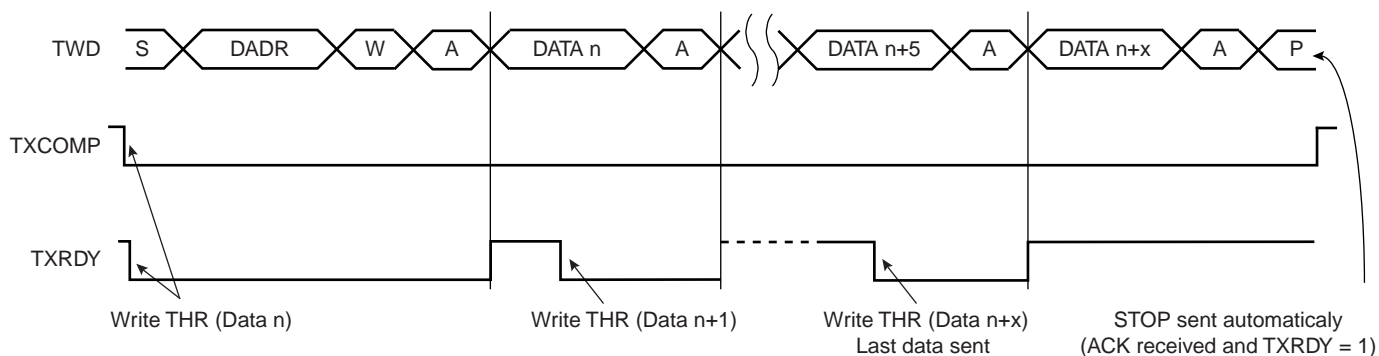 TWD S DADR W A DATA n A DATA n+5 A DATA n+x A P
TXCOMP
TXRDY
Write THR (Data n) Write THR (Data n+1) Write THR (Data n+x) STOP sent automaticaly
Last data sent (ACK received and TXRDY = 1)